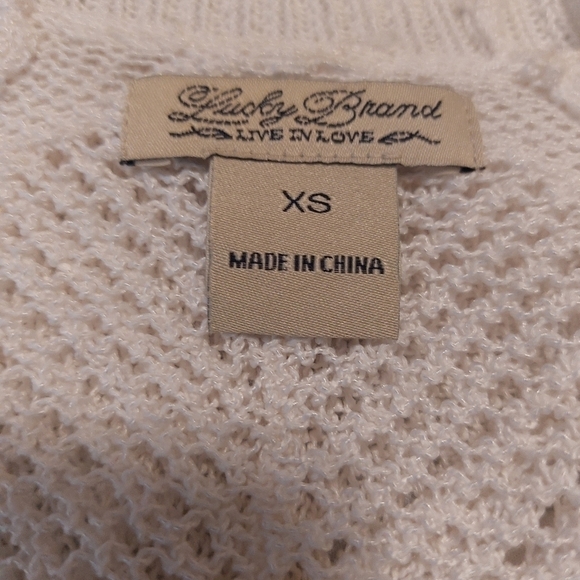 Lucky Brand
LIVE IN LOVE
XS
MADE IN CHINA